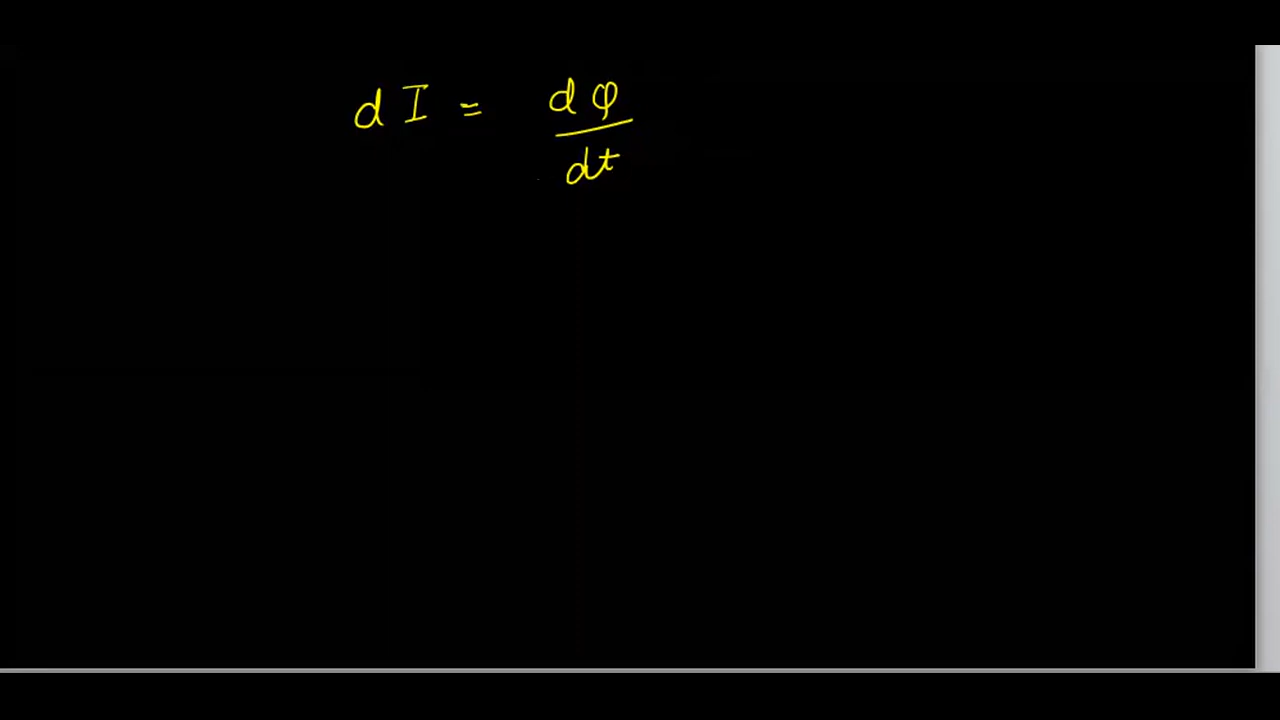 dI = dφ/dt